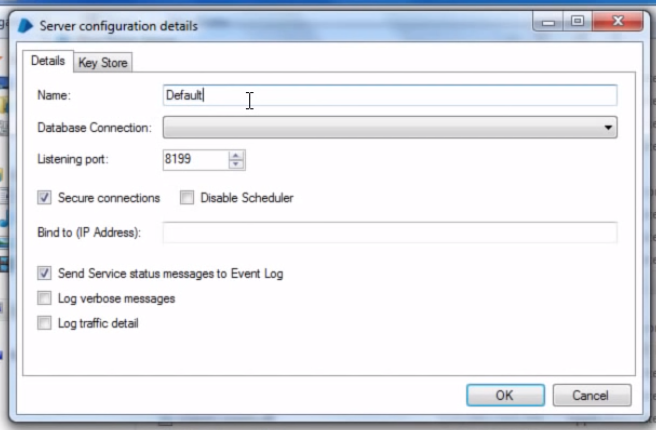 Server configuration details
Details Key Store
Name: Default
Database Connection:
Listening port: 8199
Secure connections Disable Scheduler
Bind to (IP Address):
Send Service status messages to Event Log
Log verbose messages
Log traffic detail
OK Cancel